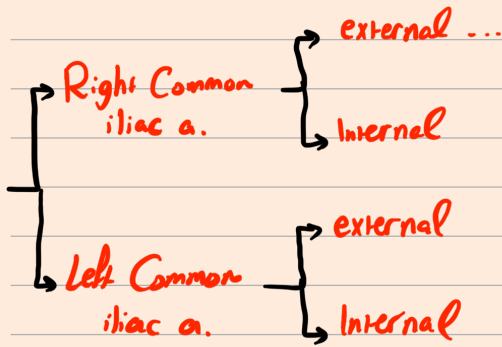 external ...
Right Common
iliac a.
Internal
external
Left Common
iliac a.
Internal